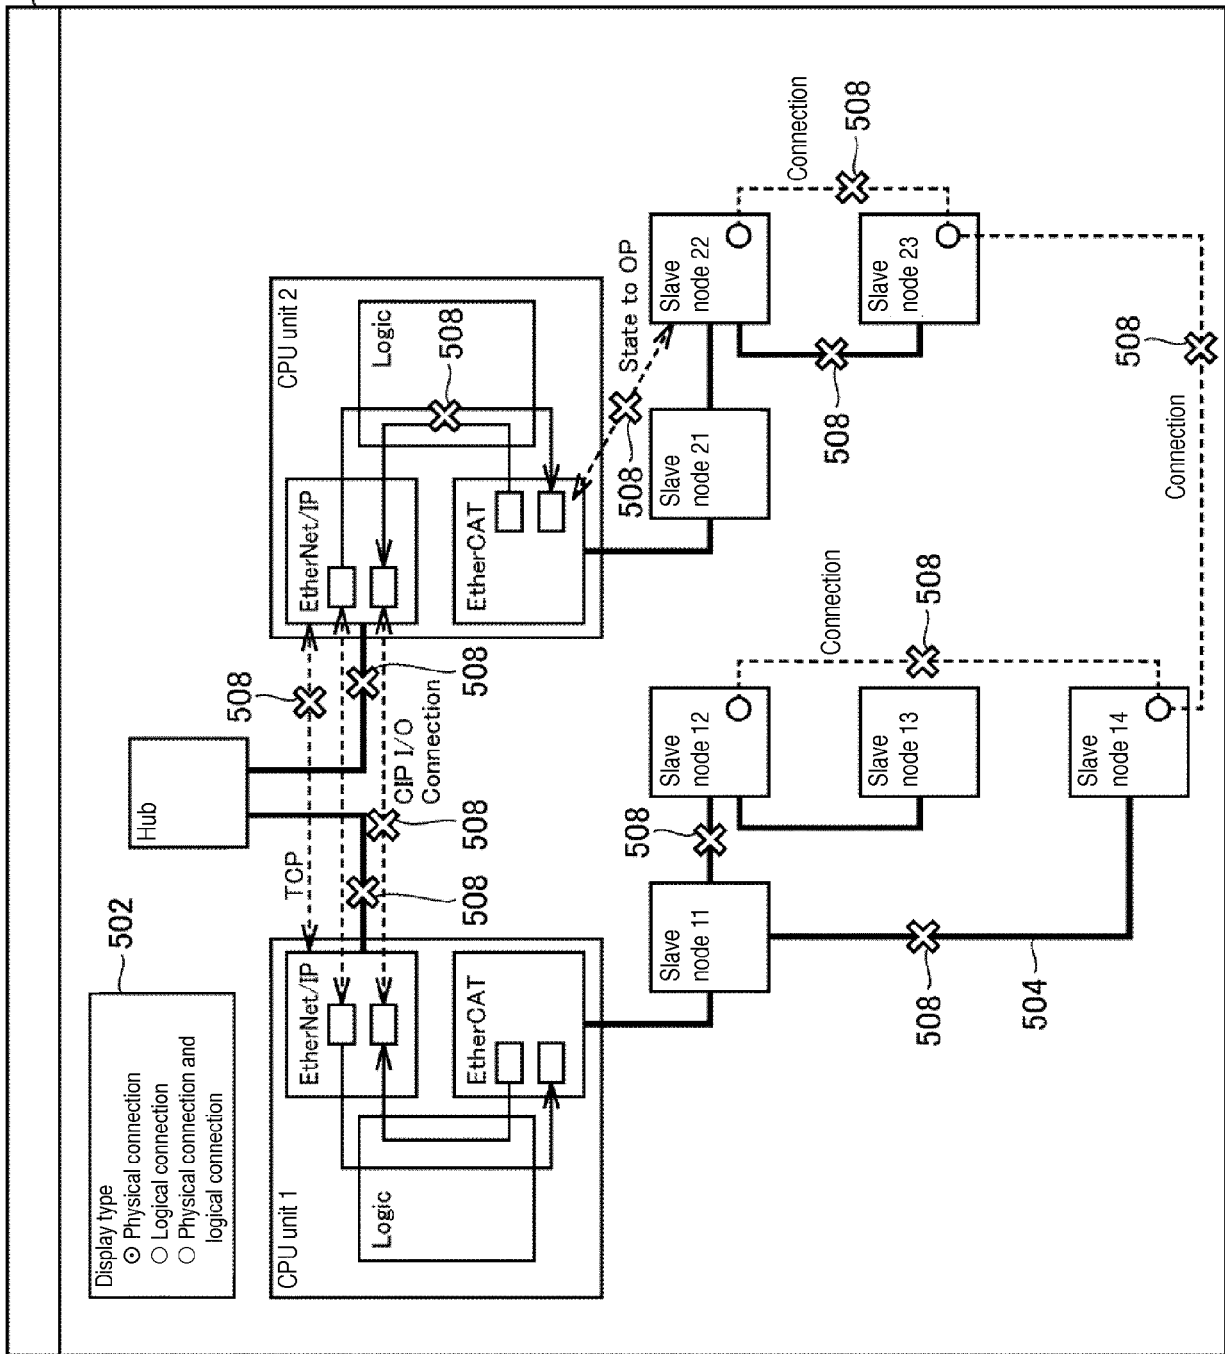 Display type
Physical connection
Logical connection
Physical connection and
logical connection
502
Hub
CPU unit 1
Logic
EtherNet/IP
EtherCAT
TCP
508
CIP I/O
Connection
508
508
508
CPU unit 2
EtherNet/IP
Logic
508
EtherCAT
State to OP
508
Slave
node 11
508
Slave
node 12
Connection
508
Slave
node 13
508
504
Slave
node 14
Slave
node 21
Slave
node 22
Connection
508
508
Slave
node 23
Connection
508